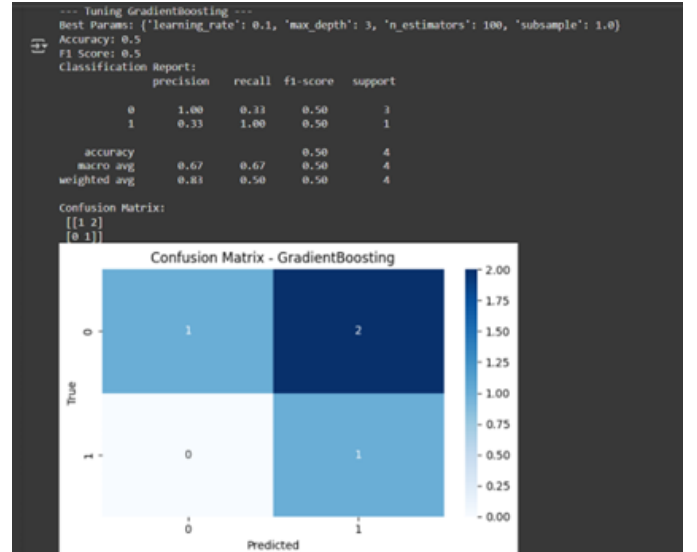 --- Tuning GradientBoosting ---
Best Params: {'learning_rate': 0.1, 'max_depth': 3, 'n_estimators': 100, 'subsample': 1.0}
Accuracy: 0.5
F1 Score: 0.5
Classification Report:
precision recall f1-score support
0 1.00 0.33 0.50 3
1 0.33 1.00 0.50 1
accuracy 0.50 4
macro avg 0.67 0.67 0.50 4
weighted avg 0.83 0.50 0.50 4
Confusion Matrix:
[[1 2]
[0 1]]
Confusion Matrix - GradientBoosting
2.00
1.75
1.50
1.25
1.00
0.75
0.50
0.25
0.00
True
0
1 2
1
0 1
0 1
Predicted